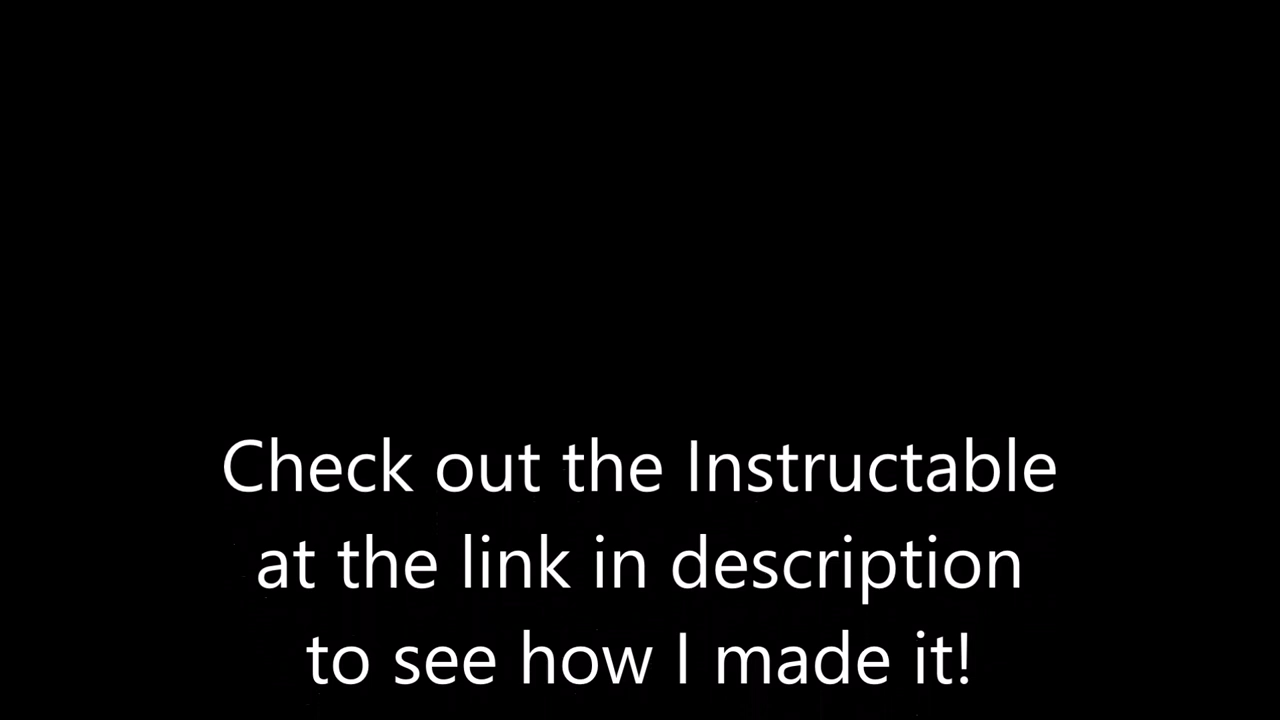 Check out the Instructable
at the link in description
to see how I made it!